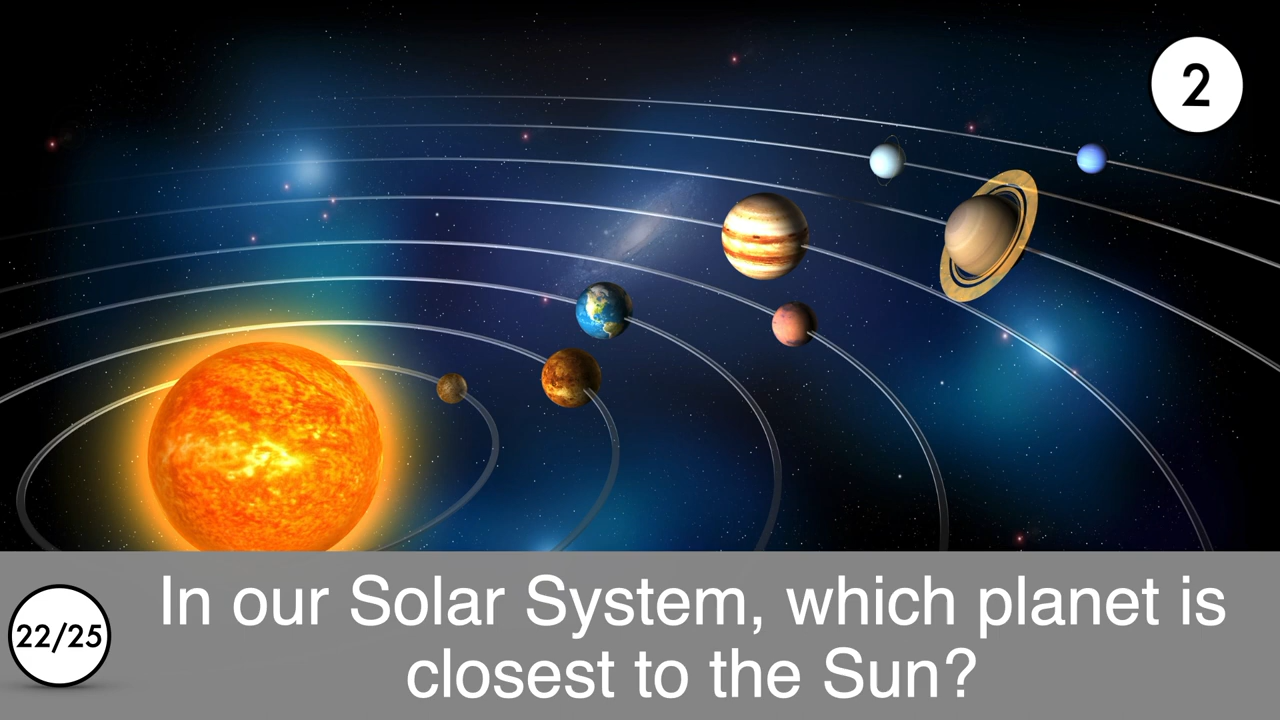 2
22/25
In our Solar System, which planet is
closest to the Sun?